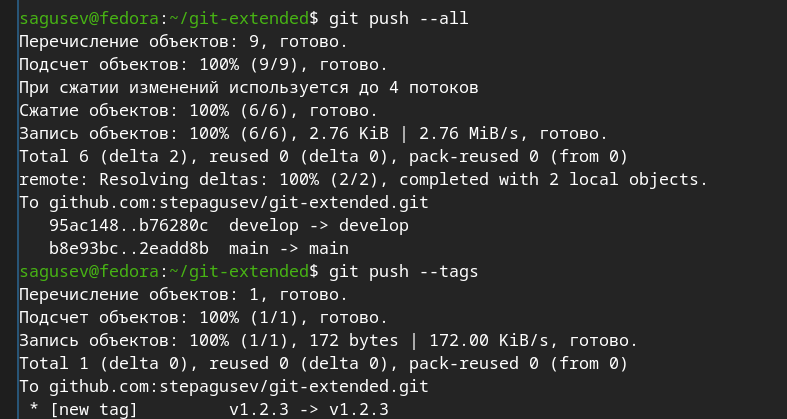 sagusev@fedora:~/git-extended$ git push --all
Перечисление объектов: 9, готово.
Подсчет объектов: 100% (9/9), готово.
При сжатии изменений используется до 4 потоков
Сжатие объектов: 100% (6/6), готово.
Запись объектов: 100% (6/6), 2.76 KiB | 2.76 MiB/s, готово.
Total 6 (delta 2), reused 0 (delta 0), pack-reused 0 (from 0)
remote: Resolving deltas: 100% (2/2), completed with 2 local objects.
To github.com:stepagusev/git-extended.git
   95ac148..b76280c  develop -> develop
   b8e93bc..2eadd8b  main -> main
sagusev@fedora:~/git-extended$ git push --tags
Перечисление объектов: 1, готово.
Подсчет объектов: 100% (1/1), готово.
Запись объектов: 100% (1/1), 172 bytes | 172.00 KiB/s, готово.
Total 1 (delta 0), reused 0 (delta 0), pack-reused 0 (from 0)
To github.com:stepagusev/git-extended.git
 * [new tag]         v1.2.3 -> v1.2.3